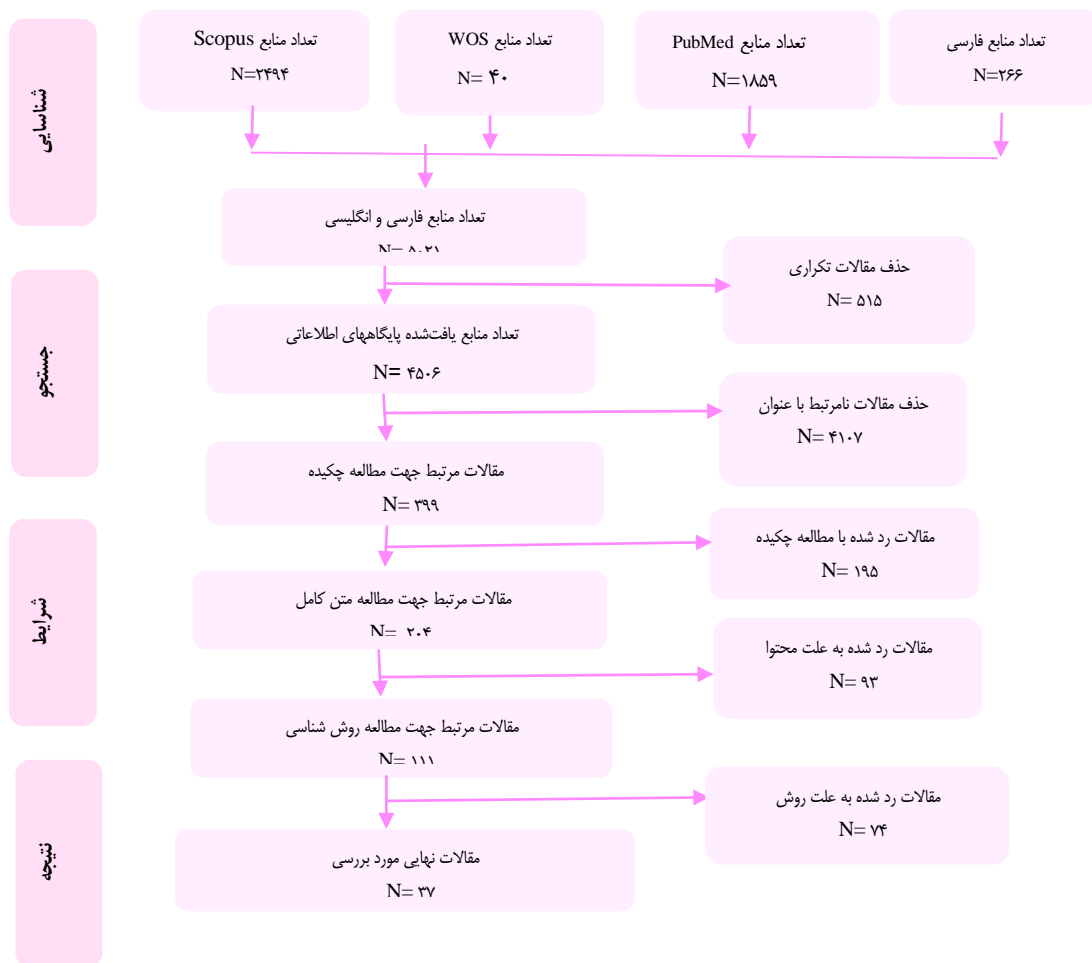 شناسایی
تعداد منابع فارسی
N=۲۶۶
تعداد منابع PubMed
N=۱۸۵۹
تعداد منابع WOS
N= ۴۰
تعداد منابع Scopus
N=۲۴۹۴
تعداد منابع فارسی و انگلیسی
N= ۵۰۲۱
جستجو
حذف مقالات تکراری
N= ۵۱۵
تعداد منابع یافت‌شده پایگاههای اطلاعاتی
N= ۴۵۰۶
حذف مقالات نامرتبط با عنوان
N= ۴۱۰۷
مقالات مرتبط جهت مطالعه چکیده
N= ۳۹۹
شرایط
مقالات رد شده با مطالعه چکیده
N= ۱۹۵
مقالات مرتبط جهت مطالعه متن کامل
N= ۲۰۴
مقالات رد شده به علت محتوا
N= ۹۳
مقالات مرتبط جهت مطالعه روش شناسی
N= ۱۱۱
نتیجه
مقالات رد شده به علت روش
N= ۷۴
مقالات نهایی مورد بررسی
N= ۳۷